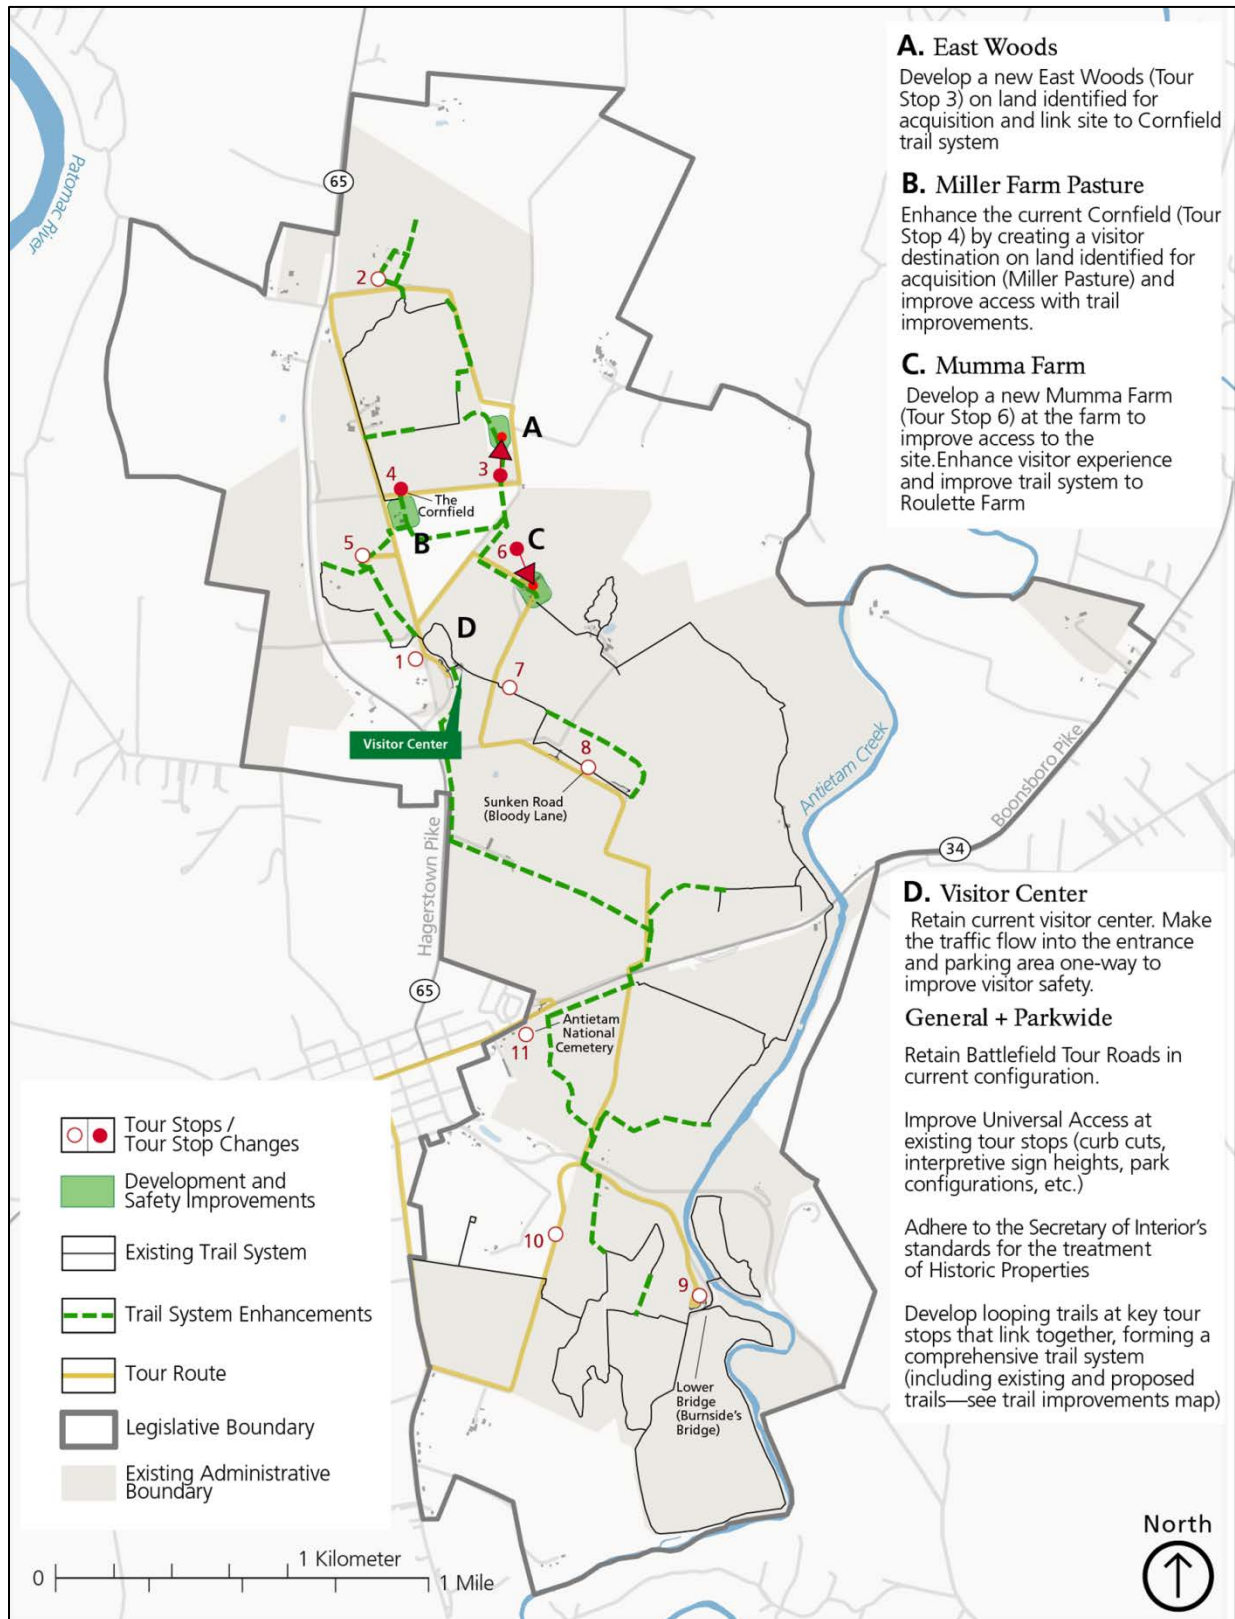 A. East Woods
Develop a new East Woods (Tour
Stop 3) on land identified for
acquisition and link site to Cornfield
trail system
B. Miller Farm Pasture
Enhance the current Cornfield (Tour
Stop 4) by creating a visitor
destination on land identified for
acquisition (Miller Pasture) and
improve access with trail
improvements.
C. Mumma Farm
Develop a new Mumma Farm
(Tour Stop 6) at the farm to
improve access to the
site.Enhance visitor experience
and improve trail system to
Roulette Farm
Patomac River
65
2
A
3
4
The
Cornfield
B
5
6
C
D
1
7
Visitor Center
8
Sunken Road
(Bloody Lane)
Antietam Creek
Boonsboro Pike
34
Hagerstown Pike
65
Antietam
National
Cemetery
11
10
9
Lower
Bridge
(Burnside's
Bridge)
D. Visitor Center
Retain current visitor center. Make
the traffic flow into the entrance
and parking area one-way to
improve visitor safety.
General + Parkwide
Retain Battlefield Tour Roads in
current configuration.
Improve Universal Access at
existing tour stops (curb cuts,
interpretive sign heights, park
configurations, etc.)
Adhere to the Secretary of Interior's
standards for the treatment
of Historic Properties
Develop looping trails at key tour
stops that link together, forming a
comprehensive trail system
(including existing and proposed
trails—see trail improvements map)
Tour Stops /
Tour Stop Changes
Development and
Safety Improvements
Existing Trail System
Trail System Enhancements
Tour Route
Legislative Boundary
Existing Administrative
Boundary
1 Kilometer
0
1 Mile
North